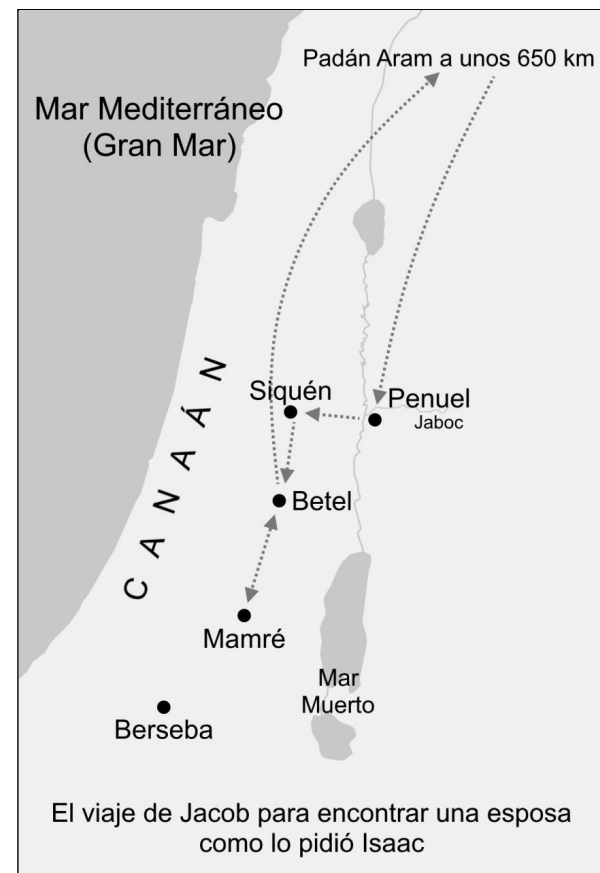 Padán Aram a unos 650 km
Mar Mediterráneo
(Gran Mar)
CANAÁN
Siquén
Penuel
Jaboc
Betel
Mamré
Mar
Muerto
Berseba
El viaje de Jacob para encontrar una esposa
como lo pidió Isaac